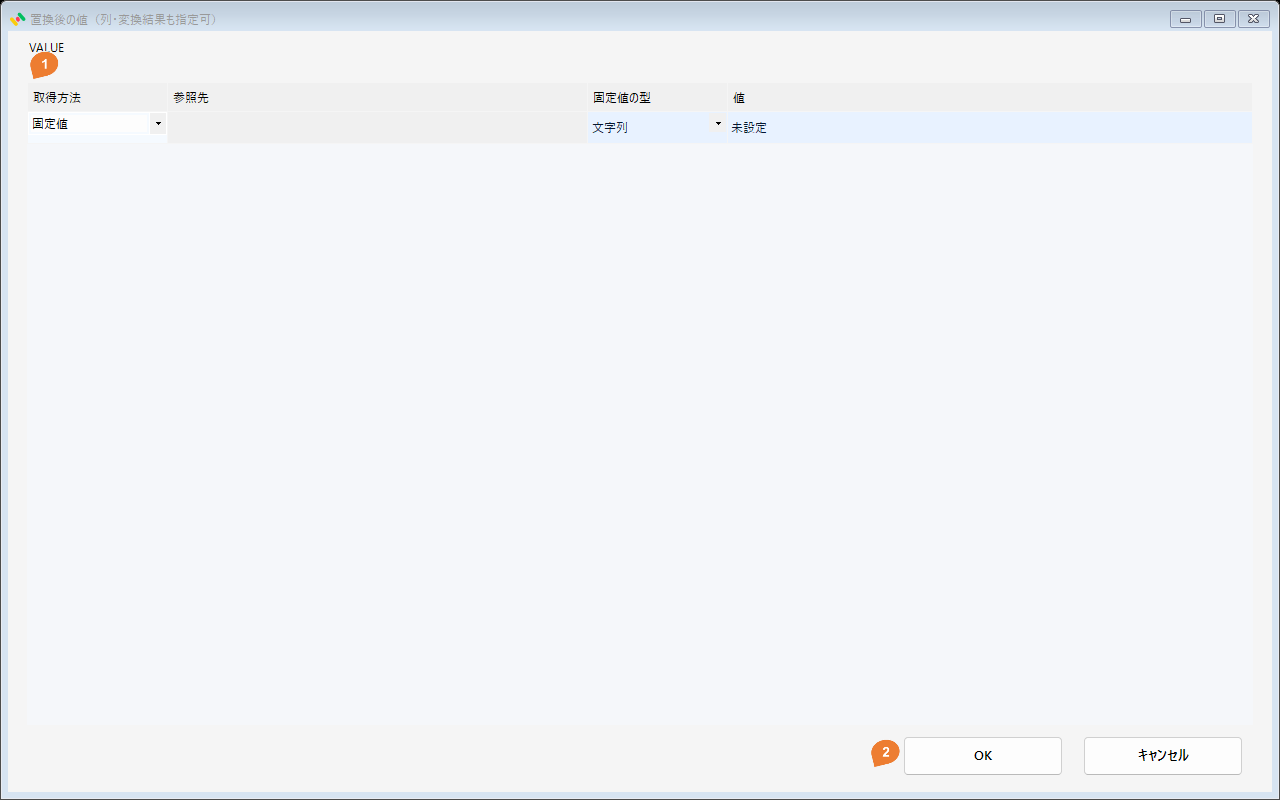 置換後の値（列・変換結果も指定可）
VALUE
1
取得方法 参照先 固定値の型 値
固定値 文字列 未設定
2 OK キャンセル